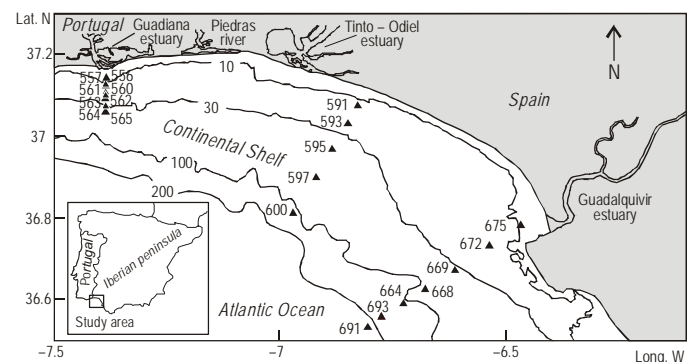 Lat. N
Portugal
Guadiana
estuary
Piedras
river
Tinto – Odiel
estuary
37.2
10
N
557
556
561
560
563
562
564
565
591
Spain
30
593
37
Continental Shelf
595
100
597
200
Guadalquivir
estuary
600
675
36.8
672
Portugal
Iberian peninsula
669
664
668
36.6
Atlantic Ocean
693
Study area
691
–7.5
–7
–6.5
Long. W